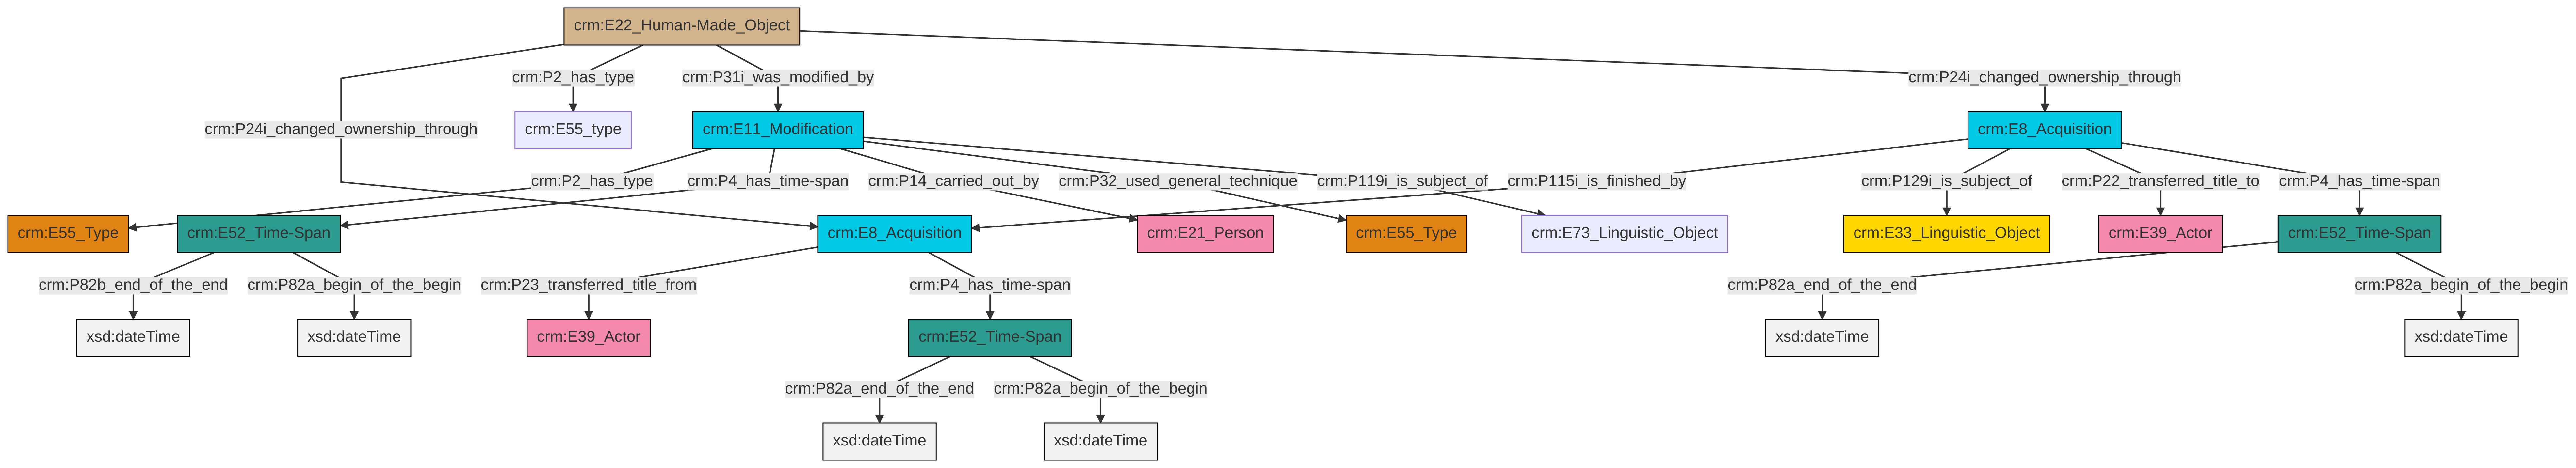 crm:E22_Human-Made_Object
crm:P2_has_type
crm:P31i_was_modified_by
crm:P24i_changed_ownership_through
crm:P24i_changed_ownership_through
crm:E55_type
crm:E11_Modification
crm:E8_Acquisition
crm:P2_has_type
crm:P4_has_time-span
crm:P14_carried_out_by
crm:P32_used_general_technique
crm:P119i_is_subject_of
crm:P115i_is_finished_by
crm:P129i_is_subject_of
crm:P22_transferred_title_to
crm:P4_has_time-span
crm:E55_Type
crm:E52_Time-Span
crm:E8_Acquisition
crm:E21_Person
crm:E55_Type
crm:E73_Linguistic_Object
crm:E33_Linguistic_Object
crm:E39_Actor
crm:E52_Time-Span
crm:P82b_end_of_the_end
crm:P82a_begin_of_the_begin
crm:P23_transferred_title_from
crm:P4_has_time-span
crm:P82a_end_of_the_end
crm:P82a_begin_of_the_begin
xsd:dateTime
xsd:dateTime
crm:E39_Actor
crm:E52_Time-Span
xsd:dateTime
xsd:dateTime
crm:P82a_end_of_the_end
crm:P82a_begin_of_the_begin
xsd:dateTime
xsd:dateTime